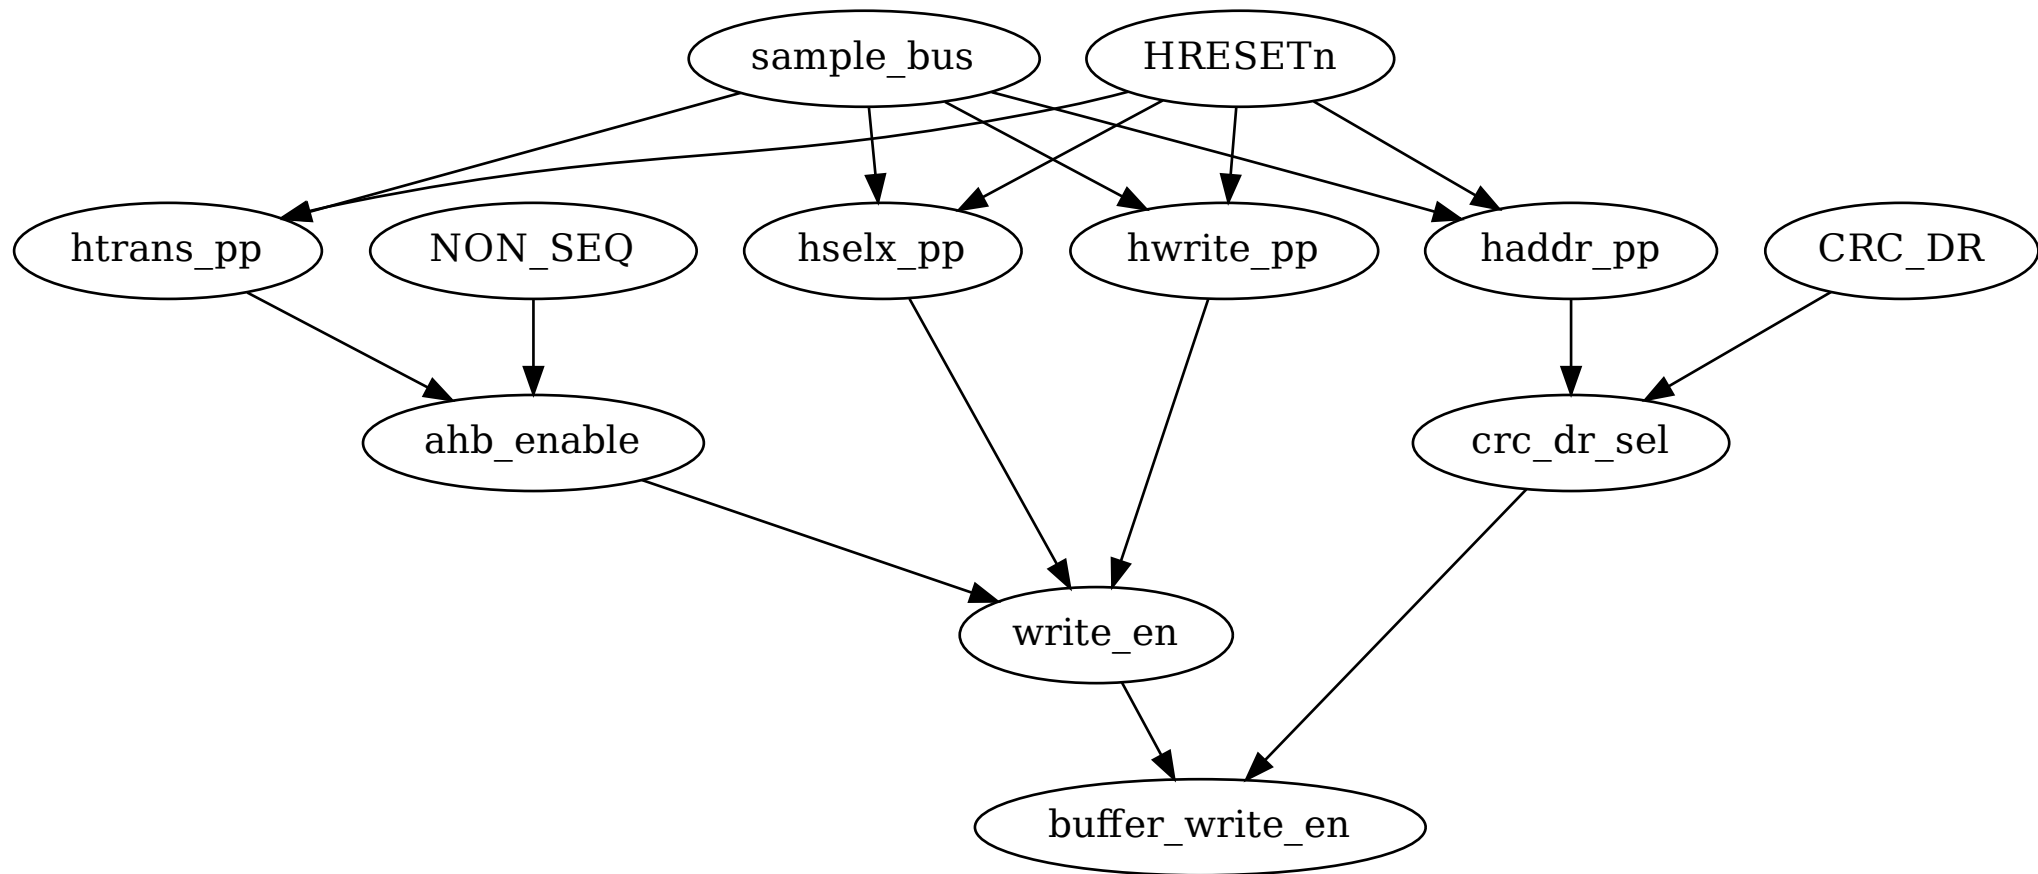 sample_bus
HRESETn
htrans_pp
NON_SEQ
hselx_pp
hwrite_pp
haddr_pp
CRC_DR
ahb_enable
crc_dr_sel
write_en
buffer_write_en